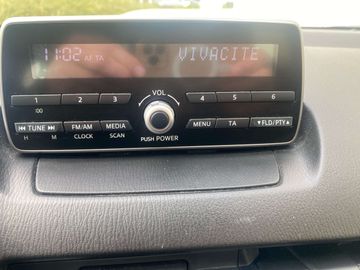 11:02 AF TA VIVACITE
1 2 3 VOL 4 5 6
TUNE FM/AM MEDIA MENU TA FLD/PTY
H M CLOCK SCAN PUSH POWER